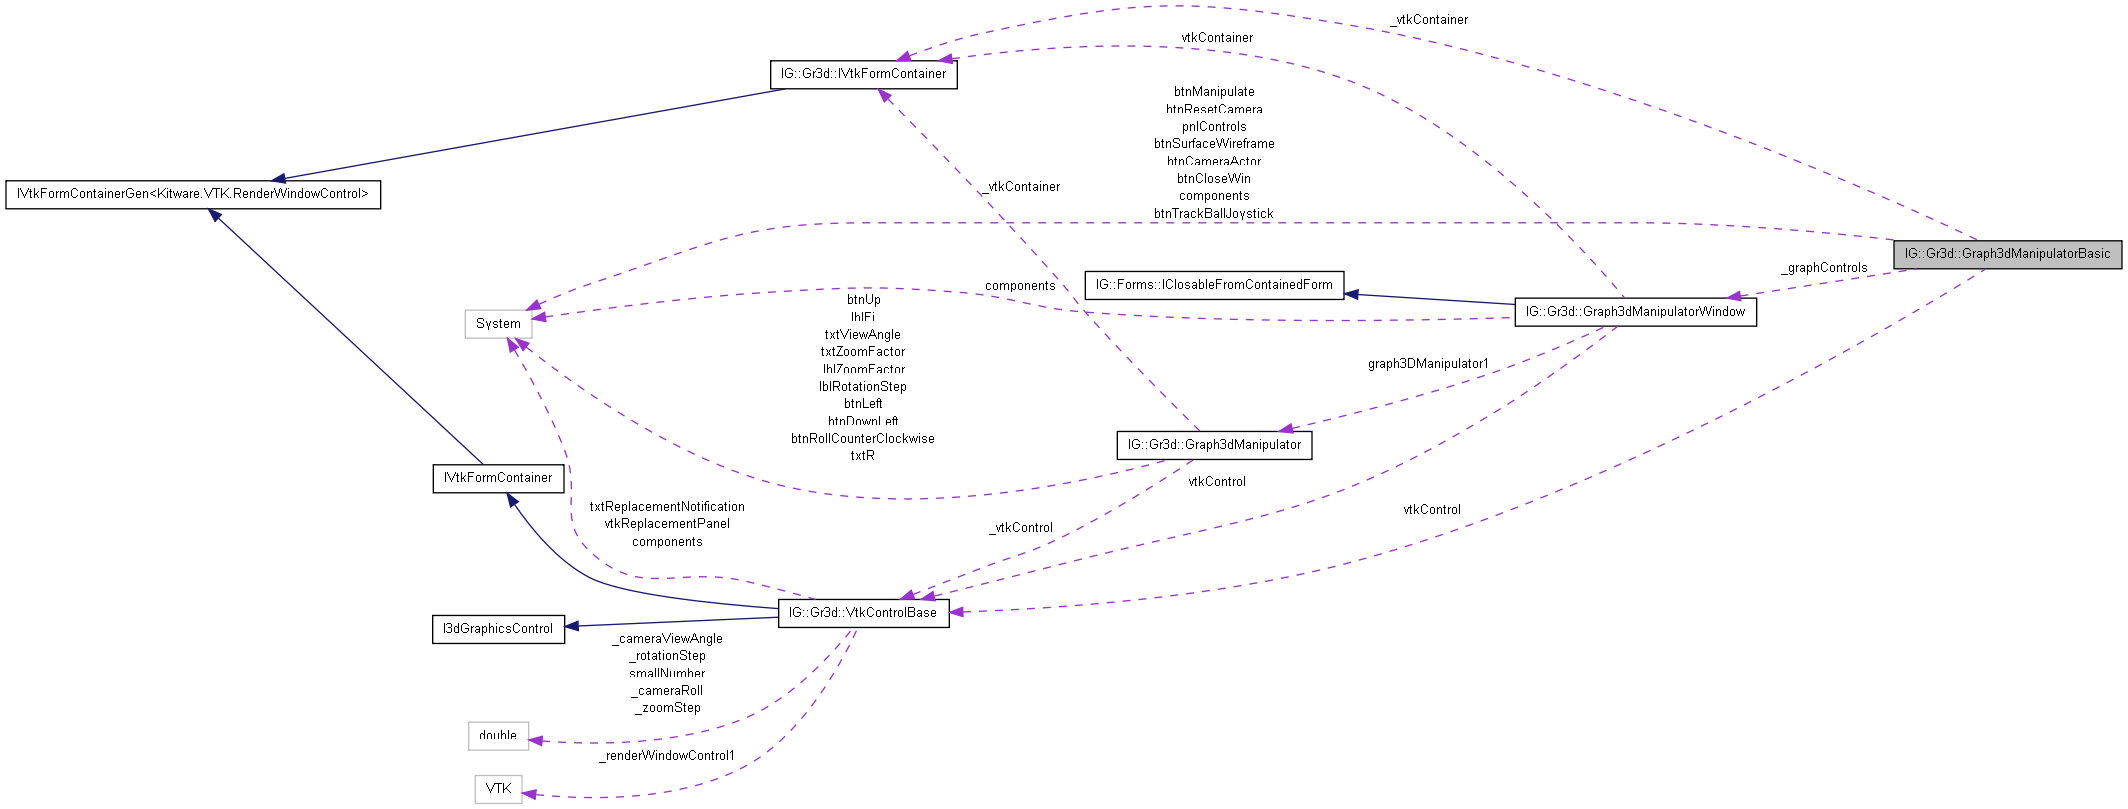 _vtkContainer
vtkContainer
IG::Gr3d::IVtkFormContainer
btnManipulate
btnResetCamera
pnlControls
btnSurfaceWireframe
btnCameraActor
btnCloseWin
components
btnTrackBallJoystick
_vtkContainer
IVtkFormContainerGen<Kitware.VTK.RenderWindowControl>
IG::Gr3d::Graph3dManipulatorBasic
_graphControls
IG::Forms::IClosableFromContainedForm
components
IG::Gr3d::Graph3dManipulatorWindow
System
btnUp
lblFi
txtViewAngle
txtZoomFactor
lblZoomFactor
lblRotationStep
btnLeft
btnDownLeft
btnRollCounterClockwise
txtR
graph3DManipulator1
IG::Gr3d::Graph3dManipulator
IVtkFormContainer
vtkControl
vtkControl
txtReplacementNotification
vtkReplacementPanel
components
_vtkControl
IG::Gr3d::VtkControlBase
I3dGraphicsControl
_cameraViewAngle
_rotationStep
smallNumber
_cameraRoll
_zoomStep
double
_renderWindowControl1
VTK